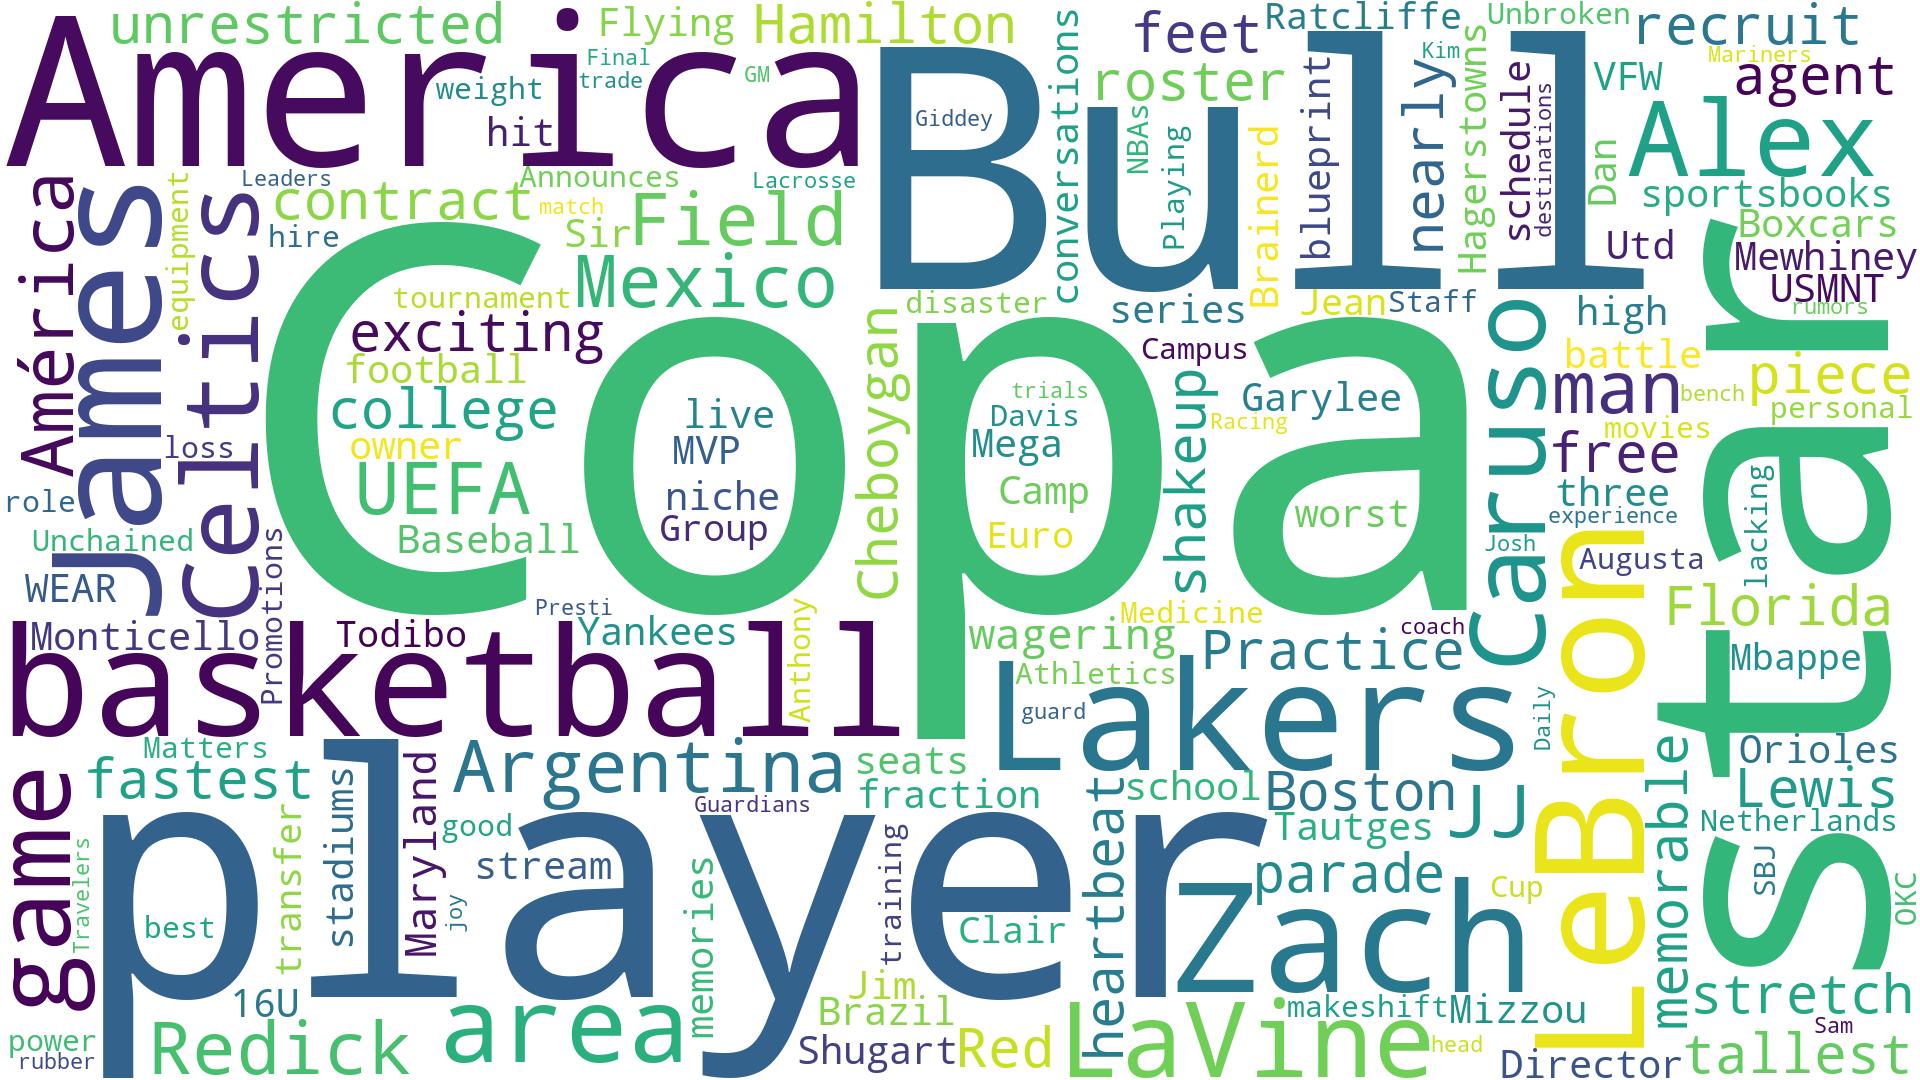 unrestricted
Flying
Hamilton
Ratcliffe
Unbroken
recruit
America
Final
trade
GM
weight
hit
conversations
feet
roster
Kim
nearly
Hagerstowns
VFW
Mariners
agent
Bull
Giddey
NBAs
Playing
Brainerd
blueprint
schedule
destinations
Dan
Alex
sportsbooks
Boxcars
Mewhiney
USMNT
rumors
Utd
América
James
equipment
Celtics
Leaders
contract
hire
Announces
match
Lacrosse
Sir
Field
Mexico
tournament
exciting
football
college
owner
UEFA
Baseball
Copa
live
MVP
niche
Group
disaster
series
Jean
Staff
Cheboygan
Campus
shakeup
trials
Davis
Mega
Camp
Euro
Garylee
Racing
worst
Caruso
high
battle
man
bench
movies
free
three
experience
Josh
Augusta
piece
personal
lacking
star
loss
role
Unchained
WEAR
Monticello
Promotions
Todibo
Presti
Yankees
Anthony
Medicine
wagering
coach
Practice
Athletics
basketball
guard
Lakers
Daily
LeBron
Florida
Mbappe
Matters
fastest
game
Travelers
best
transfer
stadiums
Maryland
good
joy
stream
Argentina
Guardians
memories
seats
fraction
training
player
school
Boston
JJ
Tautges
heartbeat
parade
Zach
Cup
Clair
memorable
Orioles
Lewis
Netherlands
SBJ
OKC
16U
power
rubber
Redick
area
Jim
Brazil
Shugart
Red
LaVine
makeshift
Mizzou
head
Director
stretch
Sam
tallest